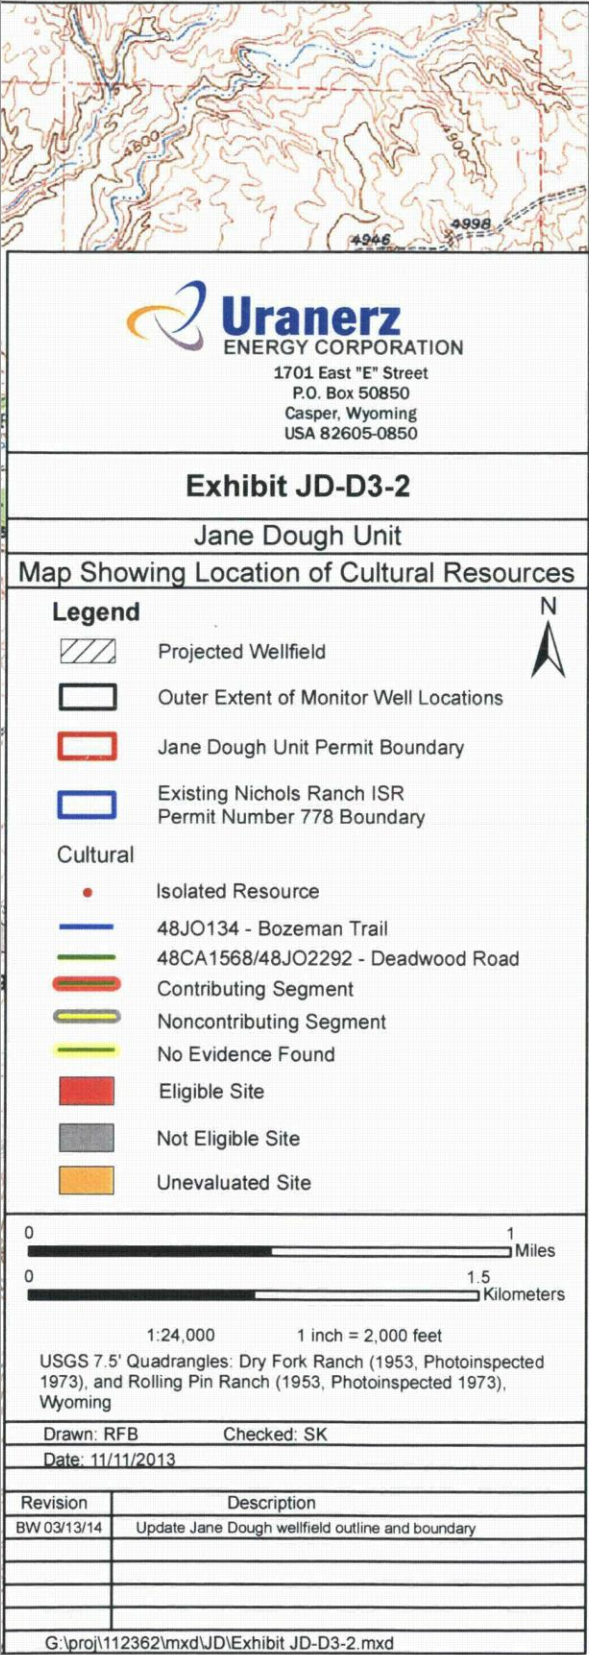 4800
4900
4998
4946
Uranerz
ENERGY CORPORATION
1701 East "E" Street
P.O. Box 50850
Casper, Wyoming
USA 82605-0850
Exhibit JD-D3-2
Jane Dough Unit
Map Showing Location of Cultural Resources
Legend
N
Projected Wellfield
Outer Extent of Monitor Well Locations
Jane Dough Unit Permit Boundary
Existing Nichols Ranch ISR
Permit Number 778 Boundary
Cultural
Isolated Resource
48JO134 - Bozeman Trail
48CA1568/48JO2292 - Deadwood Road
Contributing Segment
Noncontributing Segment
No Evidence Found
Eligible Site
Not Eligible Site
Unevaluated Site
0 1
Miles
0 1.5
Kilometers
1:24,000 1 inch = 2,000 feet
USGS 7.5' Quadrangles: Dry Fork Ranch (1953, Photoinspected
1973), and Rolling Pin Ranch (1953, Photoinspected 1973),
Wyoming
Drawn: RFB Checked: SK
Date: 11/11/2013
Revision Description
BW 03/13/14 Update Jane Dough wellfield outline and boundary
G:\proj\112362\mxd\JD\Exhibit JD-D3-2.mxd